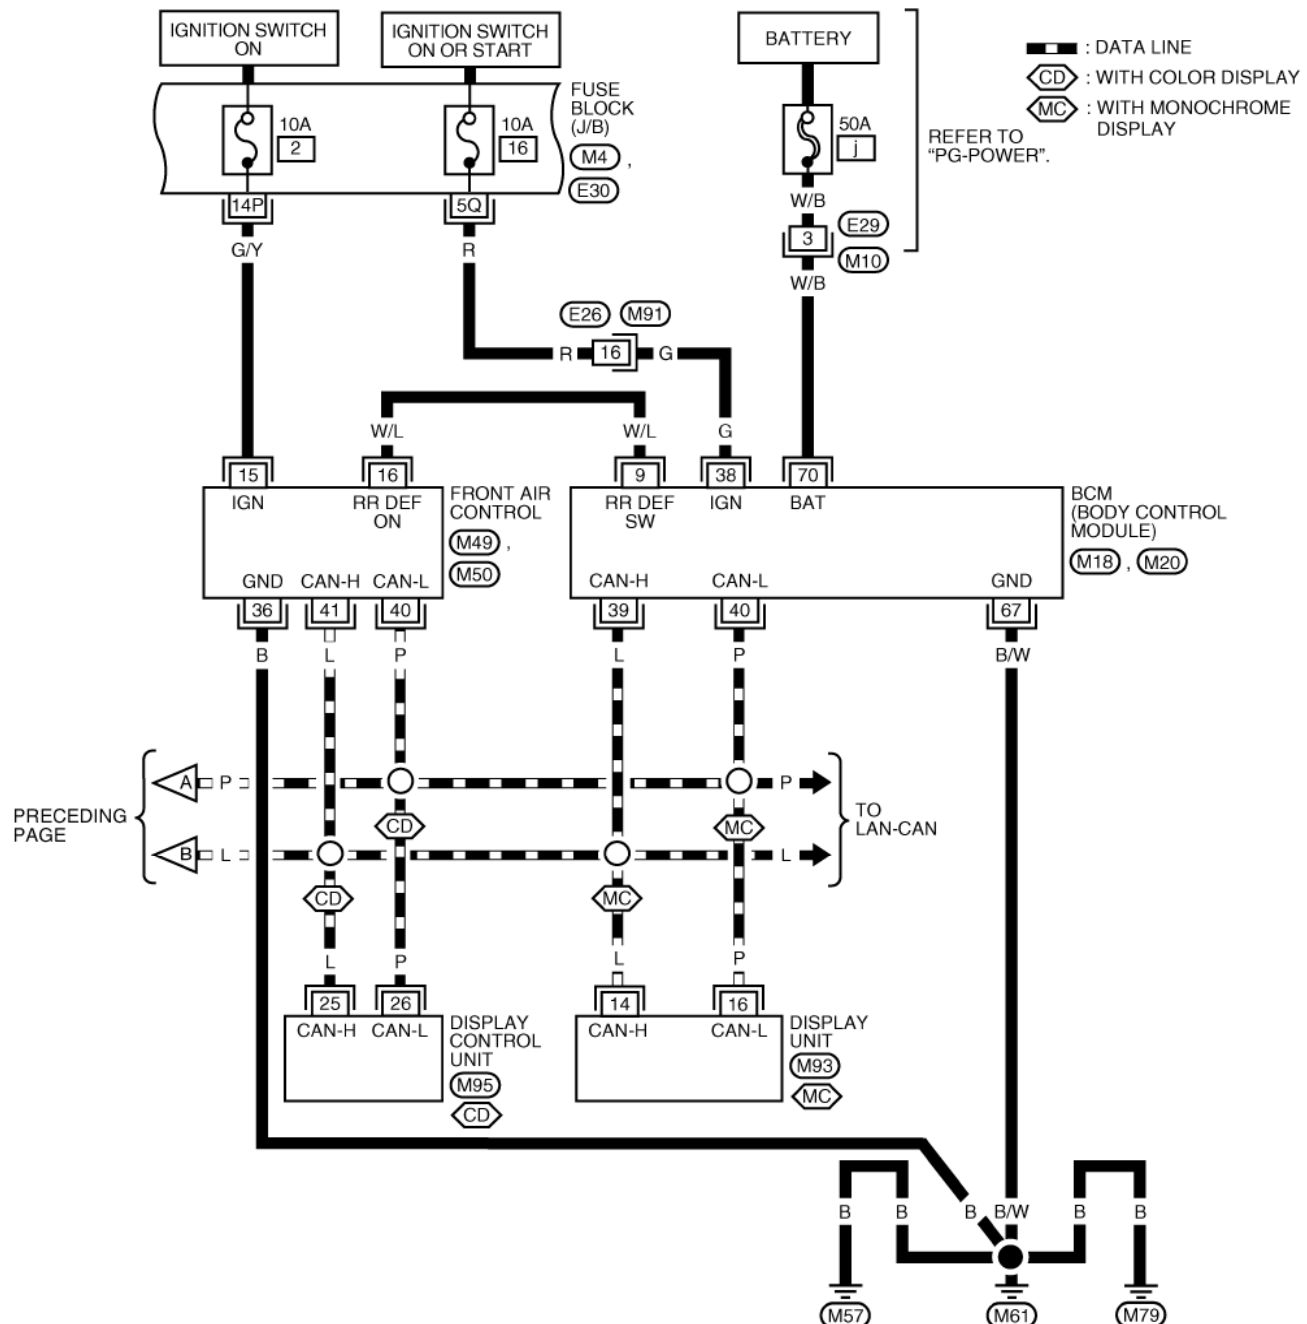 IGNITION SWITCH
ON
IGNITION SWITCH
ON OR START
BATTERY
: DATA LINE
CD : WITH COLOR DISPLAY
MC : WITH MONOCHROME
DISPLAY
FUSE
BLOCK
(J/B)
M4 ,
E30
10A
2
10A
16
50A
j
REFER TO
"PG-POWER".
14P
5Q
W/B
3
E29
M10
G/Y
R
W/B
E26 M91
R 16 G
W/L
W/L
G
15
16
9
38
70
IGN
RR DEF
ON
FRONT AIR
CONTROL
M49 ,
M50
RR DEF
SW
IGN
BAT
BCM
(BODY CONTROL
MODULE)
M18 , M20
GND
CAN-H
CAN-L
CAN-H
CAN-L
GND
36
41
40
39
40
67
B
L
P
L
P
B/W
PRECEDING
PAGE
A P
P
CD
MC
TO
LAN-CAN
B L
L
CD
MC
L
P
L
P
25
26
14
16
CAN-H
CAN-L
DISPLAY
CONTROL
UNIT
M95
CD
CAN-H
CAN-L
DISPLAY
UNIT
M93
MC
B
B
B
B/W
B
B
M57
M61
M79